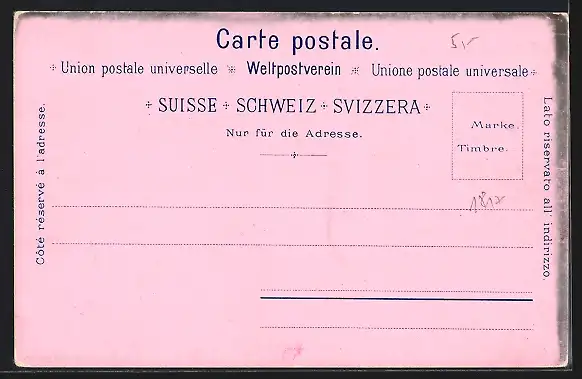 Carte postale.
5,-
Union postale universelle Weltpostverein Unione postale universale
SUISSE + SCHWEIZ + SVIZZERA
Nur für die Adresse.
Marke.
Timbre.
Côté réservé à l'adresse.
Lato riservato all' indirizzo.